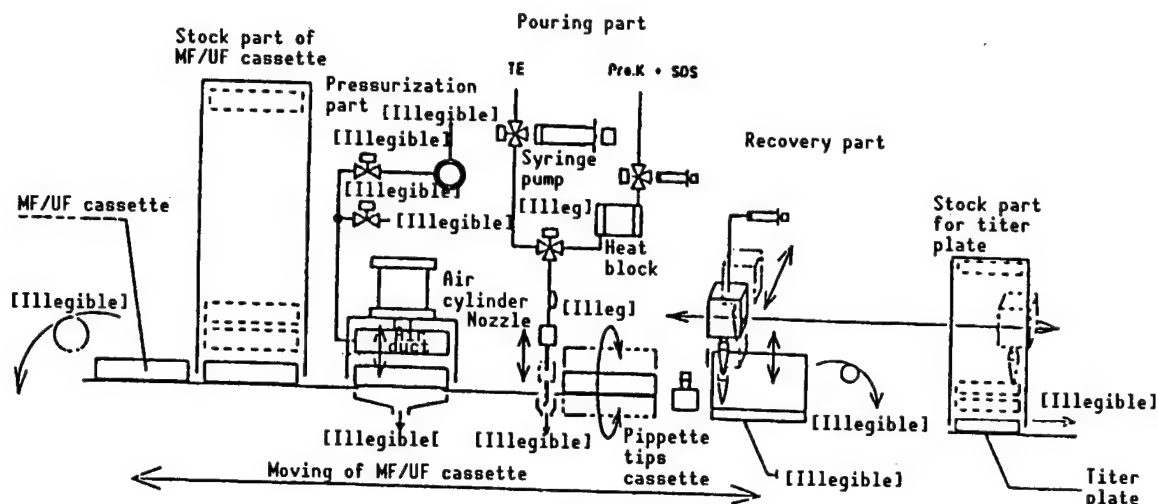 Pouring part
Stock part of
MF/UF cassette
TE
Pro.K + SDS
Pressurization
part
[Illegible]
[Illegible]
Recovery part
Syringe
pump
[Illegible]
[Illegible]
[Illeg]
MF/UF cassette
Stock part
for titer
plate
Heat
block
Air
cylinder
Nozzle
[Illeg]
[Illegible]
Air
duct
[Illegible]
[Illegible]
[Illegible[
[Illegible]
Pippette
tips
cassette
[Illegible]
Moving of MF/UF cassette
Titer
plate